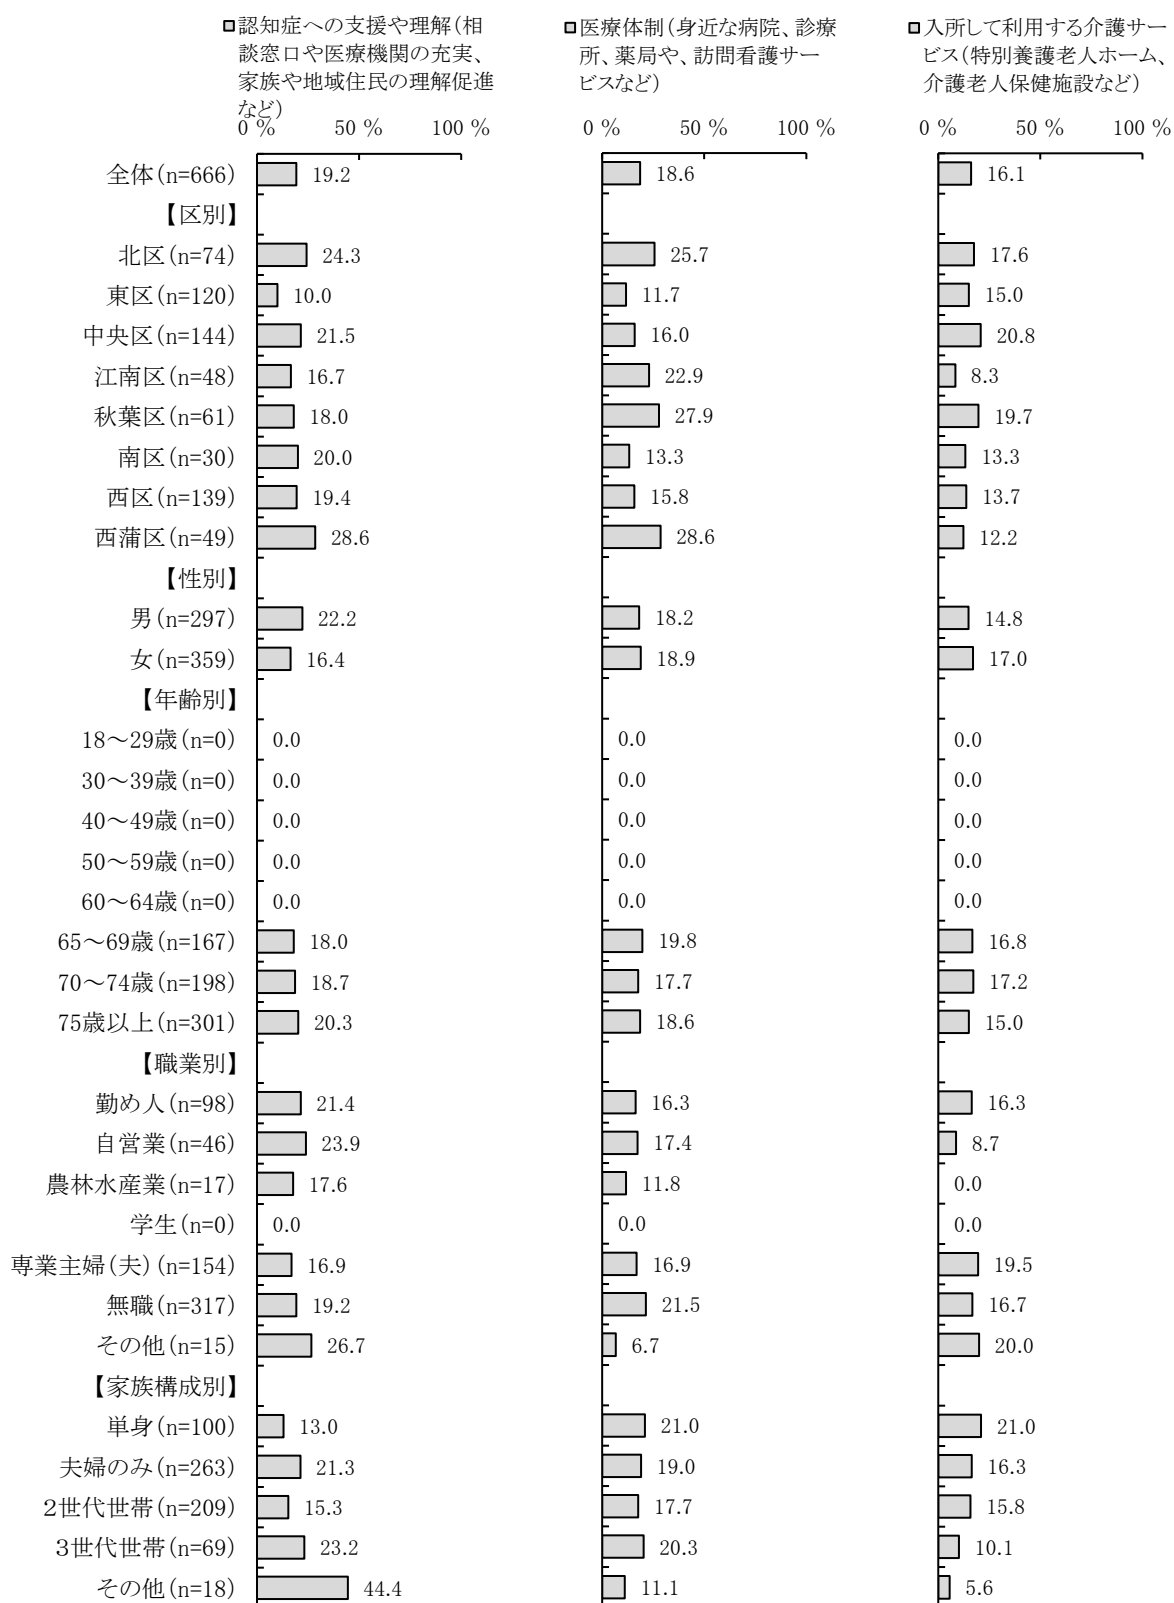 認知症への支援や理解(相
談窓口や医療機関の充実、
家族や地域住民の理解促進
など)
医療体制(身近な病院、診療
所、薬局や、訪問看護サー
ビスなど)
入所して利用する介護サー
ビス(特別養護老人ホーム、
介護老人保健施設など)
0 % 50 % 100 % 0 % 50 % 100 % 0 % 50 % 100 %
全体(n=666) 19.2 18.6 16.1
【区別】
北区(n=74) 24.3 25.7 17.6
東区(n=120) 10.0 11.7 15.0
中央区(n=144) 21.5 16.0 20.8
江南区(n=48) 16.7 22.9 8.3
秋葉区(n=61) 18.0 27.9 19.7
南区(n=30) 20.0 13.3 13.3
西区(n=139) 19.4 15.8 13.7
西蒲区(n=49) 28.6 28.6 12.2
【性別】
男(n=297) 22.2 18.2 14.8
女(n=359) 16.4 18.9 17.0
【年齢別】
18～29歳(n=0) 0.0 0.0 0.0
30～39歳(n=0) 0.0 0.0 0.0
40～49歳(n=0) 0.0 0.0 0.0
50～59歳(n=0) 0.0 0.0 0.0
60～64歳(n=0) 0.0 0.0 0.0
65～69歳(n=167) 18.0 19.8 16.8
70～74歳(n=198) 18.7 17.7 17.2
75歳以上(n=301) 20.3 18.6 15.0
【職業別】
勤め人(n=98) 21.4 16.3 16.3
自営業(n=46) 23.9 17.4 8.7
農林水産業(n=17) 17.6 11.8 0.0
学生(n=0) 0.0 0.0 0.0
専業主婦(夫)(n=154) 16.9 16.9 19.5
無職(n=317) 19.2 21.5 16.7
その他(n=15) 26.7 6.7 20.0
【家族構成別】
単身(n=100) 13.0 21.0 21.0
夫婦のみ(n=263) 21.3 19.0 16.3
2世代世帯(n=209) 15.3 17.7 15.8
3世代世帯(n=69) 23.2 20.3 10.1
その他(n=18) 44.4 11.1 5.6